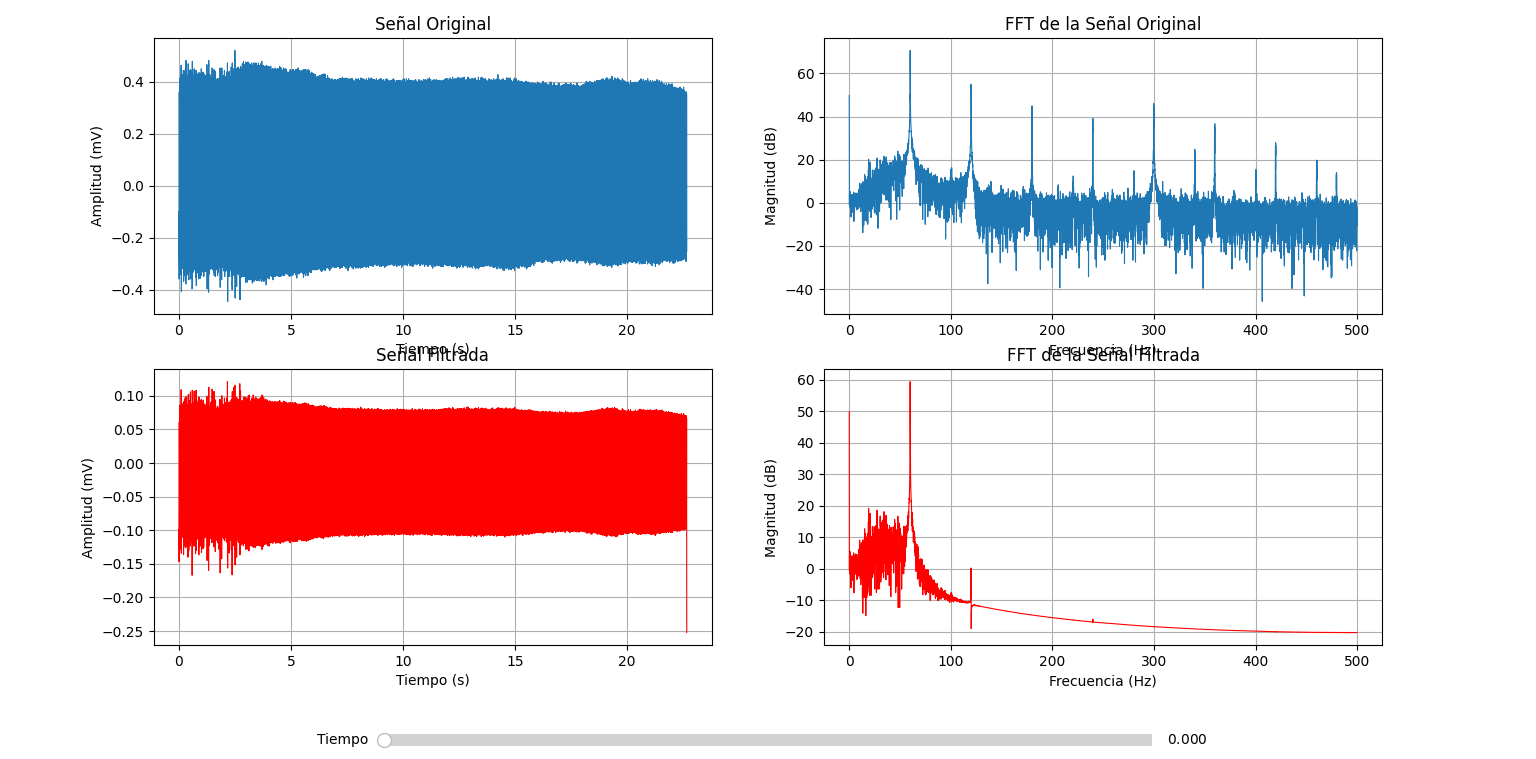 Señal Original
Amplitud (mV)
0.4
0.2
0.0
−0.2
−0.4
0 5 10 15 20
Tiempo (s)
FFT de la Señal Original
Magnitud (dB)
60
40
20
0
−20
−40
0 100 200 300 400 500
Frecuencia (Hz)
Señal Filtrada
Amplitud (mV)
0.10
0.05
0.00
−0.05
−0.10
−0.15
−0.20
−0.25
0 5 10 15 20
Tiempo (s)
FFT de la Señal Filtrada
Magnitud (dB)
60
50
40
30
20
10
0
−10
−20
0 100 200 300 400 500
Frecuencia (Hz)
Tiempo 0.000